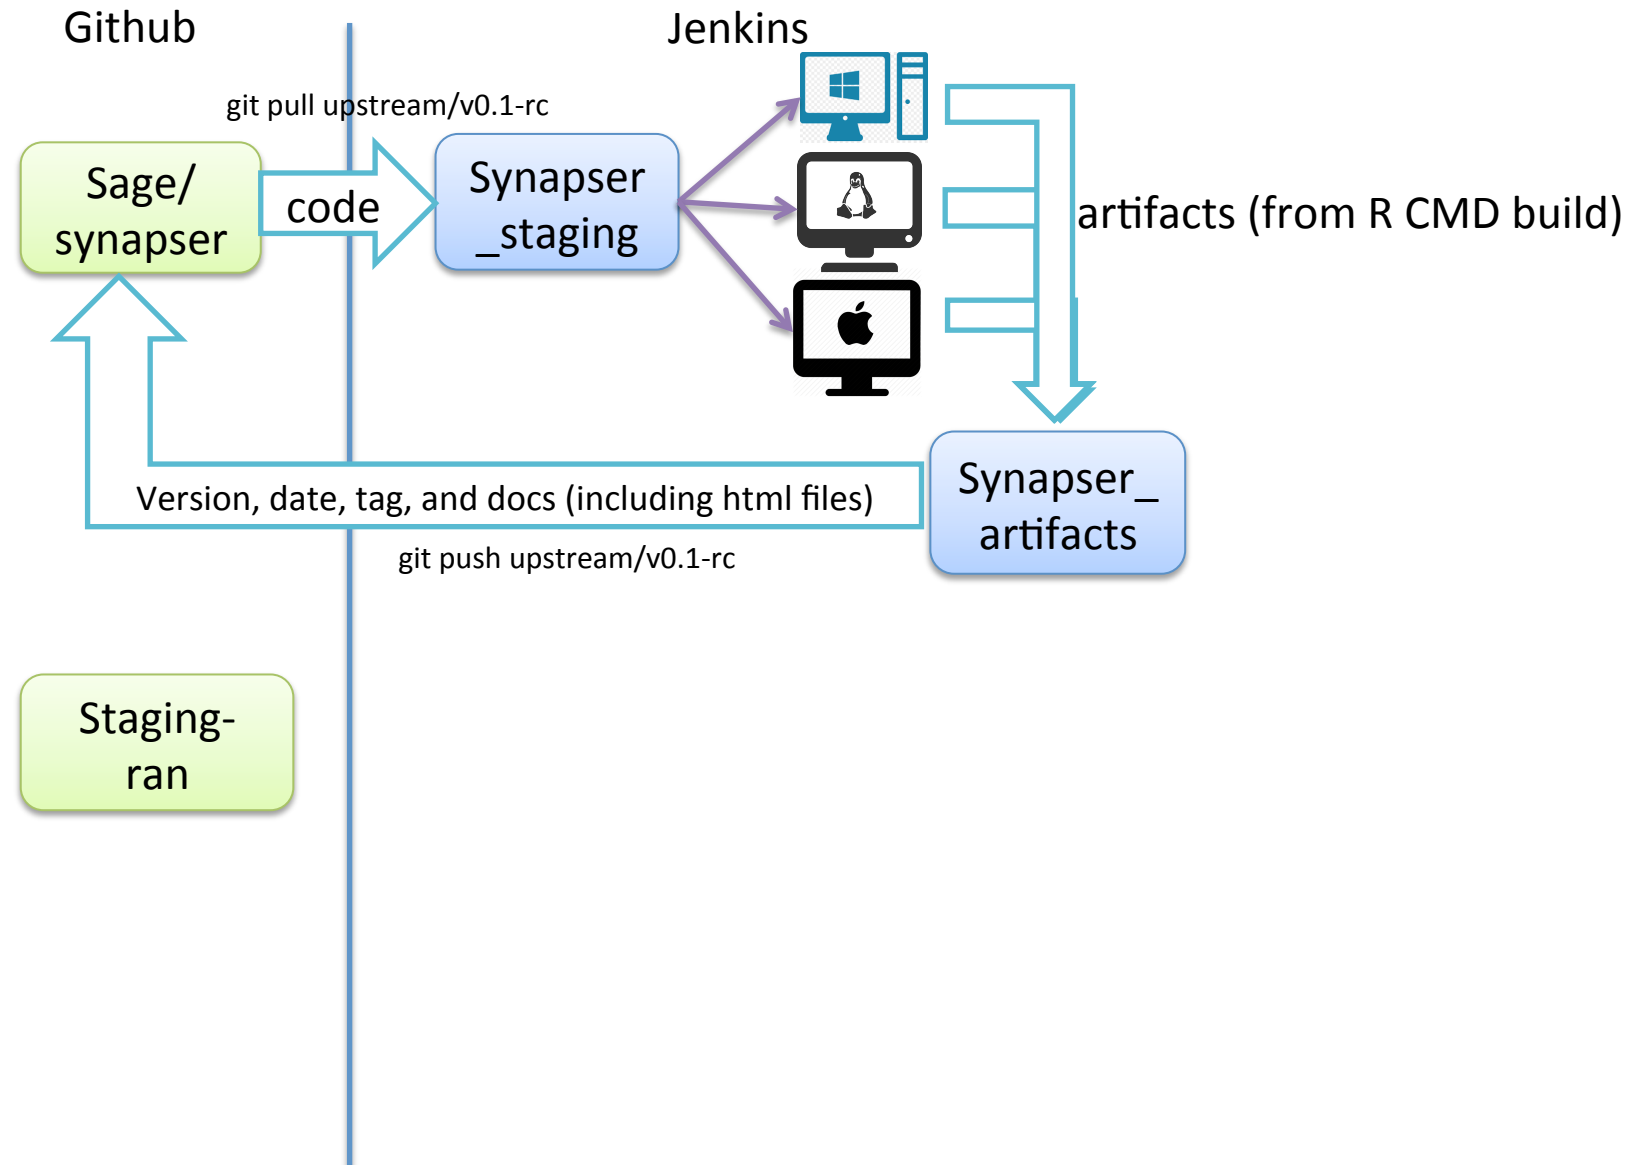 Github
Jenkins
git pull upstream/v0.1-rc
Sage/
synapser
code
Synapser
_staging
artifacts (from R CMD build)
Synapser_
artifacts
Version, date, tag, and docs (including html files)
git push upstream/v0.1-rc
Staging-
ran